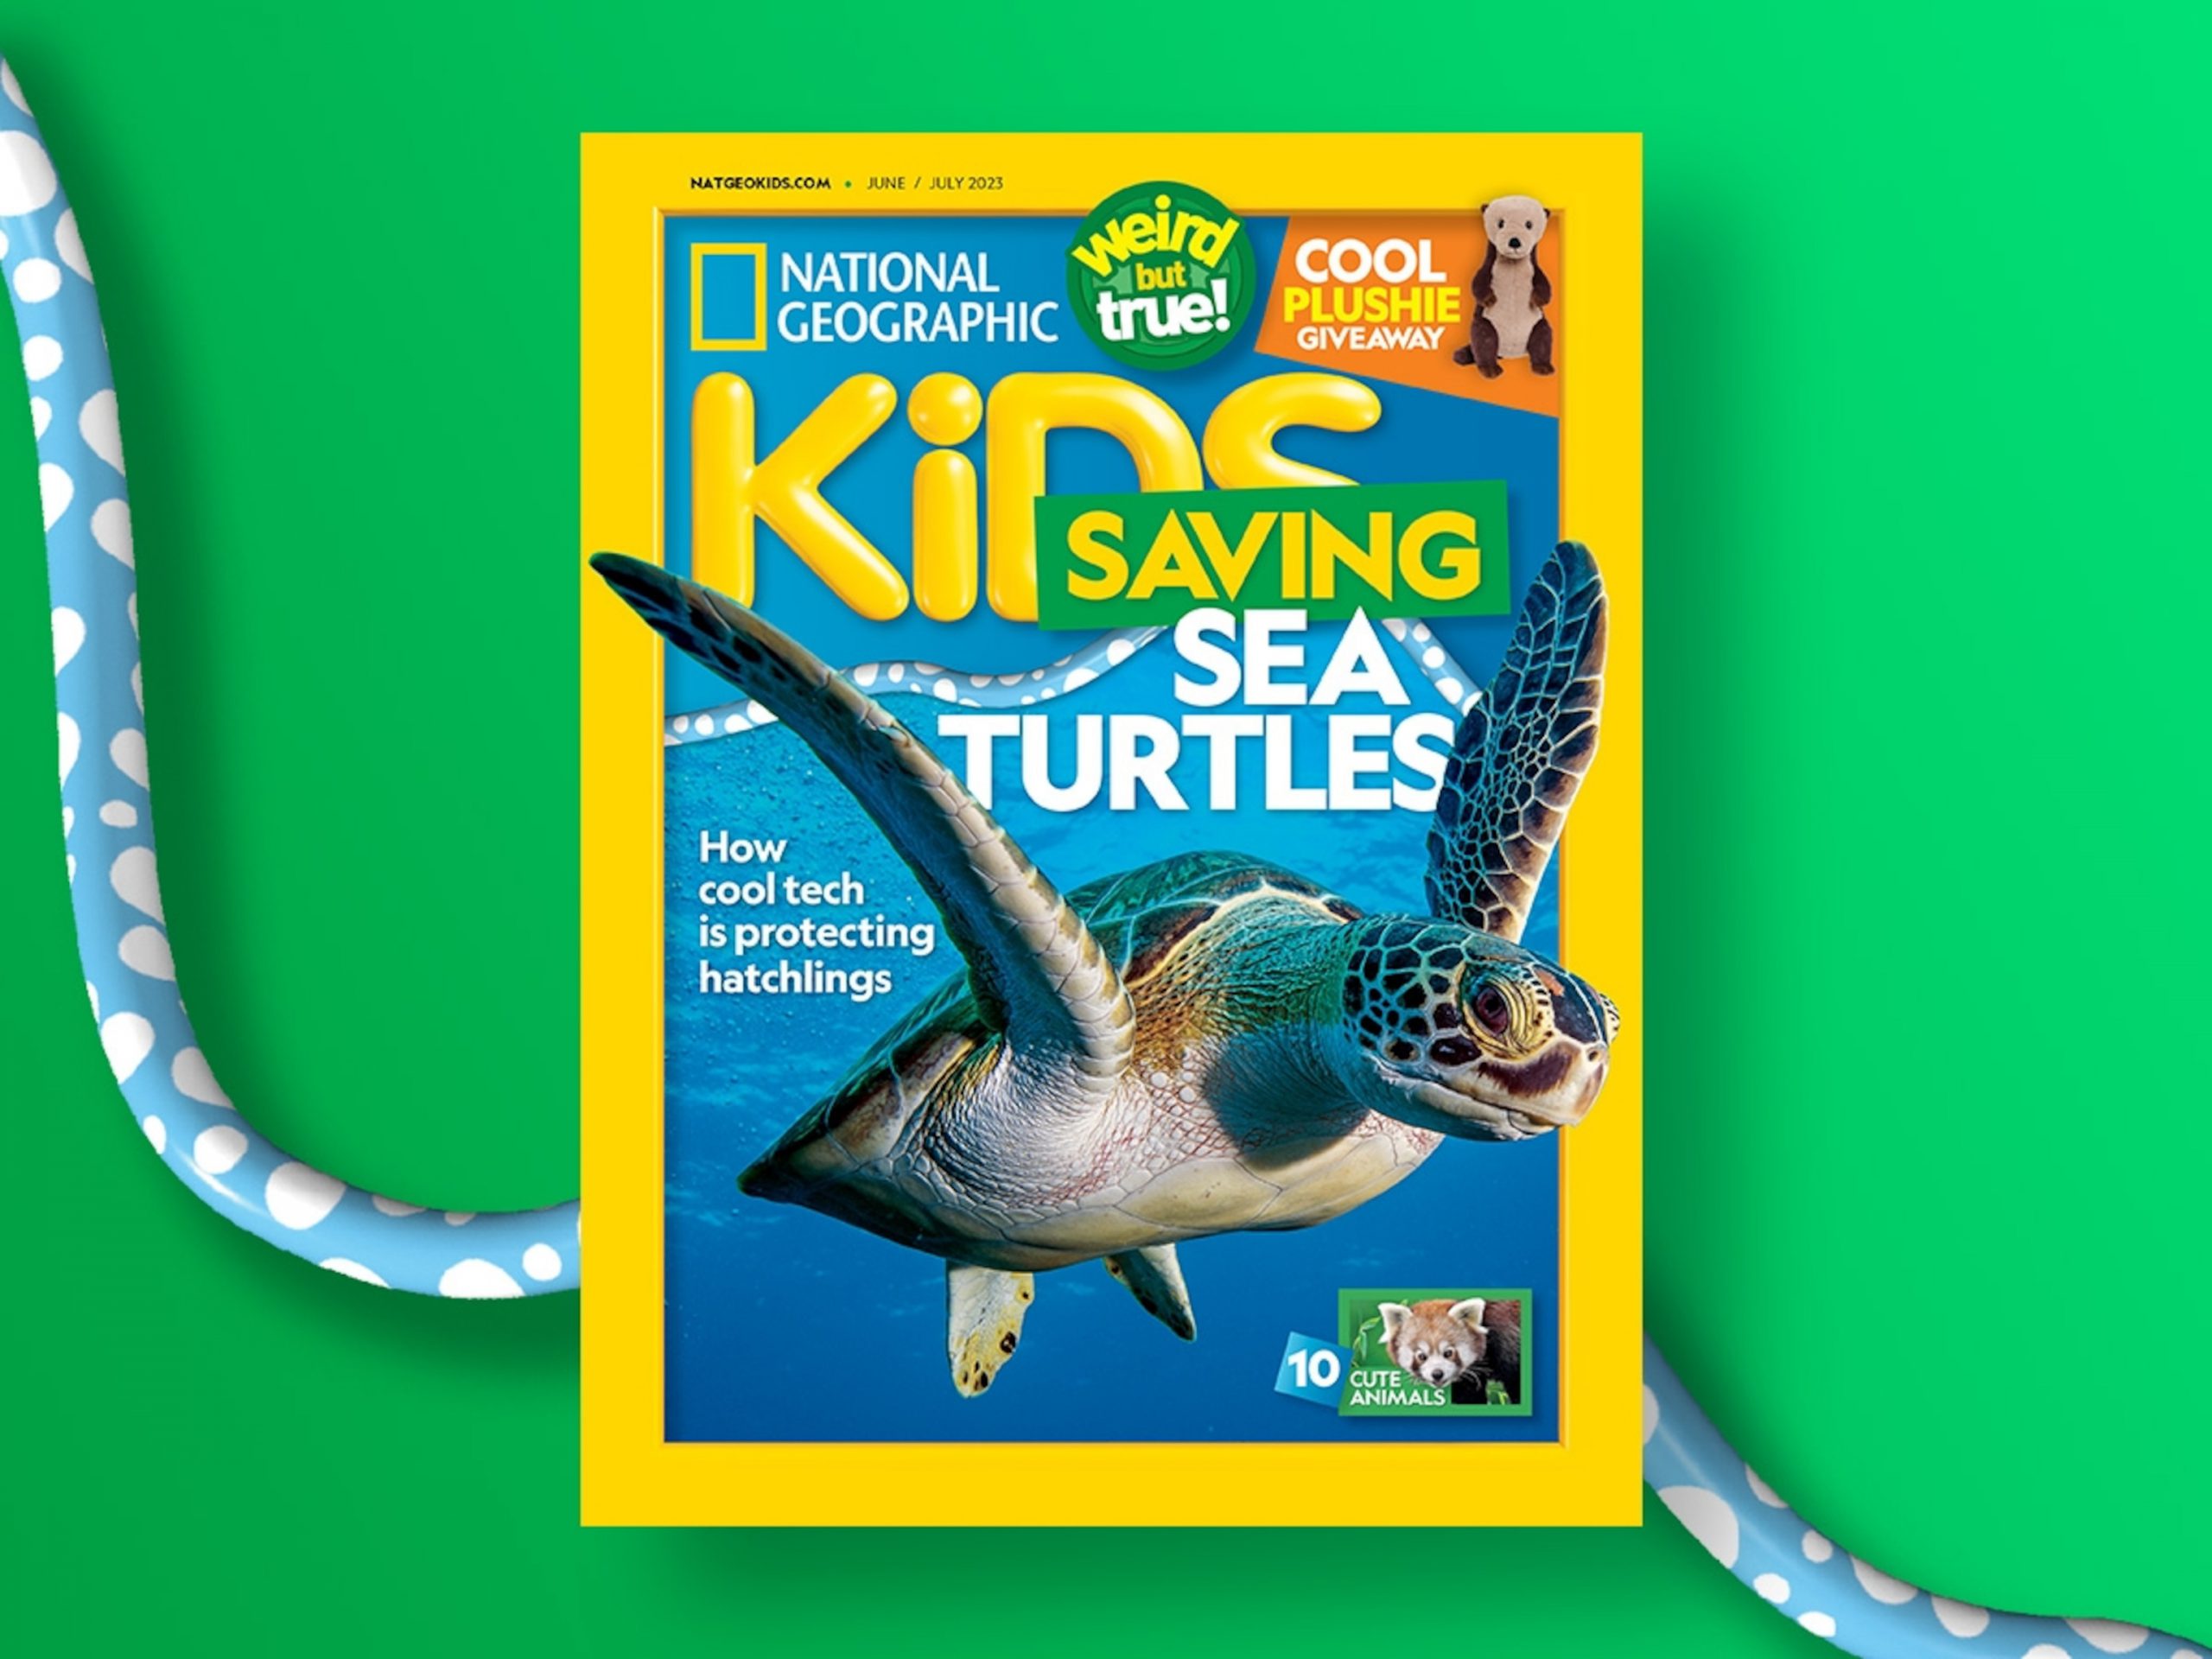 NATGEOKIDS.COM • JUNE / JULY 2023
NATIONAL
GEOGRAPHIC
weird
but
true!
COOL
PLUSHIE
GIVEAWAY
KiDS
SAVING
SEA
TURTLES
How
cool tech
is protecting
hatchlings
10
CUTE
ANIMALS